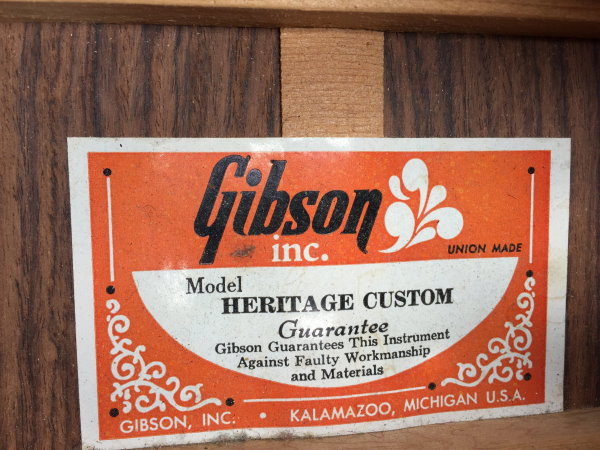 Gibson
inc.
UNION MADE
Model
HERITAGE CUSTOM
Guarantee
Gibson Guarantees This Instrument
Against Faulty Workmanship
and Materials
GIBSON, INC. • KALAMAZOO, MICHIGAN U.S.A.